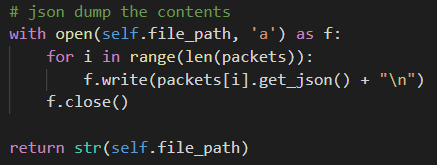 # json dump the contents
with open(self.file_path, 'a') as f:
    for i in range(len(packets)):
        f.write(packets[i].get_json() + "\n")
    f.close()

return str(self.file_path)